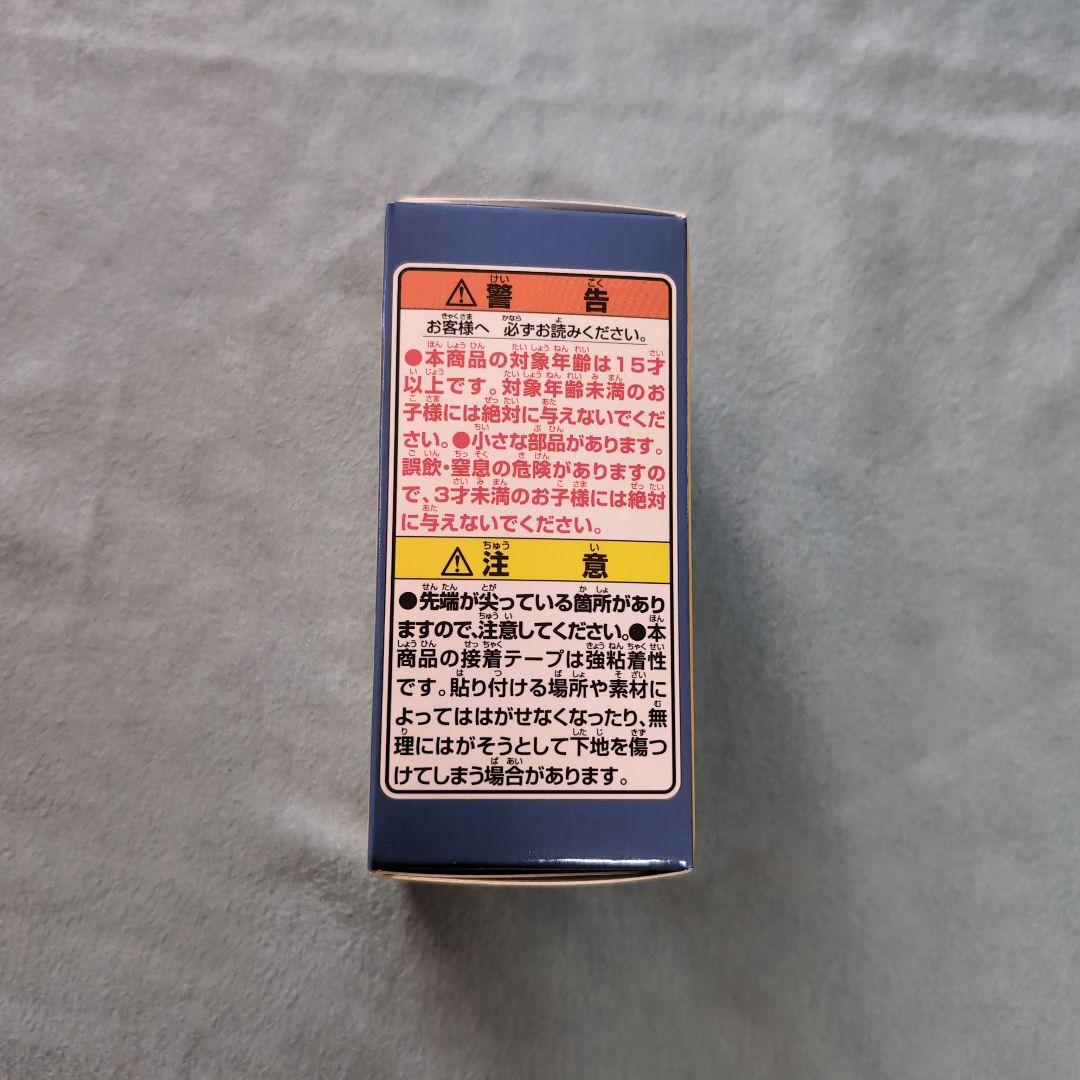 ⚠警告
お客様へ 必ずお読みください。
●本商品の対象年齢は15才
以上です。対象年齢未満のお
子様には絶対に与えないでくだ
さい。●小さな部品があります。
誤飲・窒息の危険がありますの
で、3才未満のお子様には絶対
に与えないでください。
⚠注意
●先端が尖っている箇所があり
ますので、注意してください。●本
商品の接着テープは強粘着性
です。貼り付ける場所や素材に
よってははがせなくなったり、無
理にはがそうとして下地を傷つ
けてしまう場合があります。